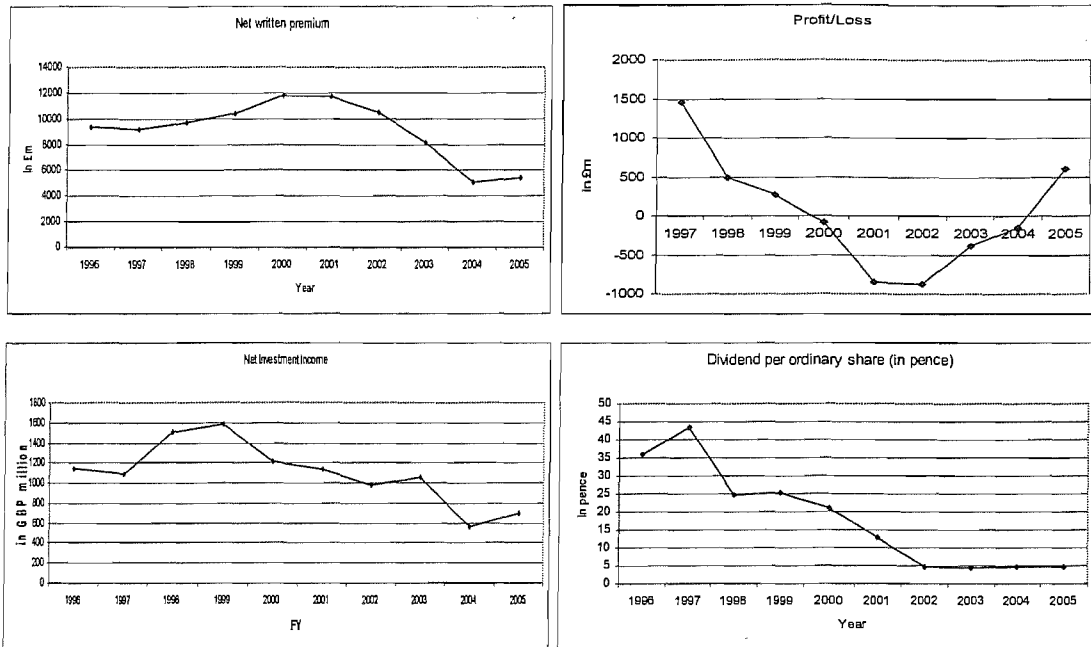 Net written premium
In £m
14000
12000
10000
8000
6000
4000
2000
0
1996 1997 1998 1999 2000 2001 2002 2003 2004 2005
Year
Profit/Loss
in £m
2000
1500
1000
500
0
-500
-1000
1997 1998 1999 2000 2001 2002 2003 2004 2005
Net Investment Income
in GBP million
1800
1600
1400
1200
1000
800
600
400
200
0
1996 1997 1998 1999 2000 2001 2002 2003 2004 2005
FY
Dividend per ordinary share (in pence)
In pence
50
45
40
35
30
25
20
15
10
5
0
1996 1997 1998 1999 2000 2001 2002 2003 2004 2005
Year